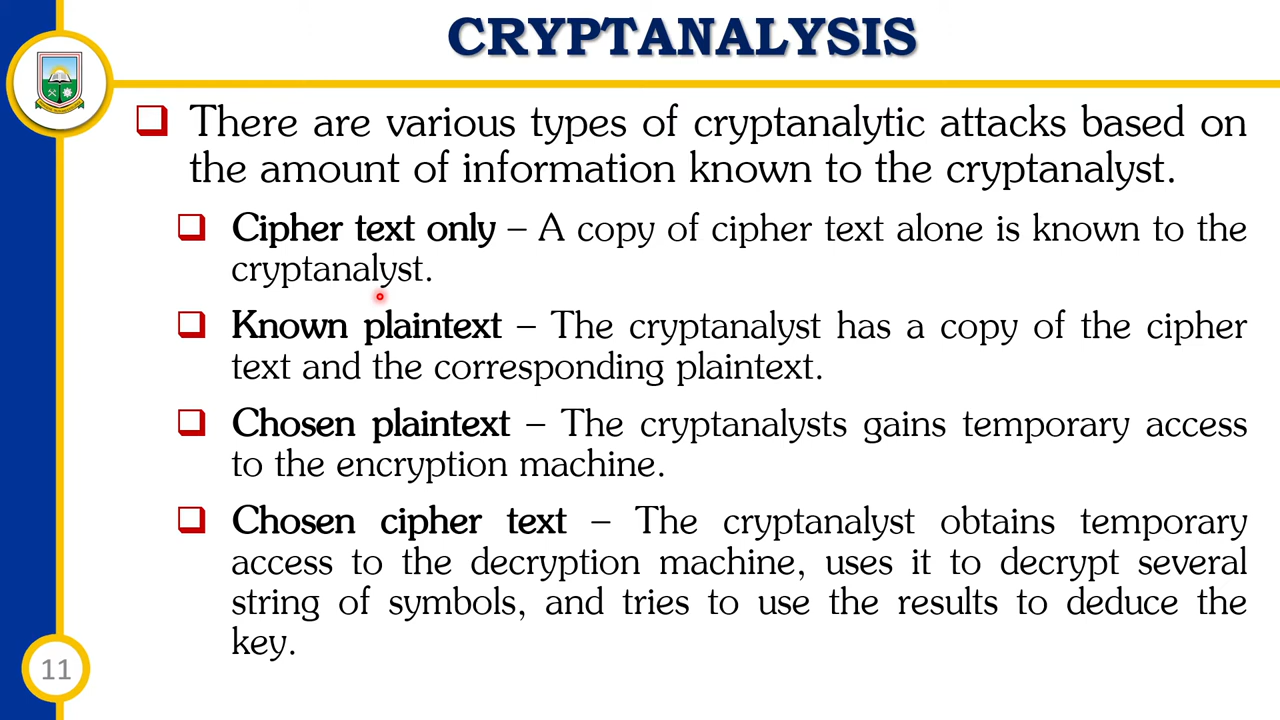 CRYPTANALYSIS
There are various types of cryptanalytic attacks based on
the amount of information known to the cryptanalyst.
Cipher text only – A copy of cipher text alone is known to the
cryptanalyst.
Known plaintext – The cryptanalyst has a copy of the cipher
text and the corresponding plaintext.
Chosen plaintext – The cryptanalysts gains temporary access
to the encryption machine.
Chosen cipher text – The cryptanalyst obtains temporary
access to the decryption machine, uses it to decrypt several
string of symbols, and tries to use the results to deduce the
key.
11